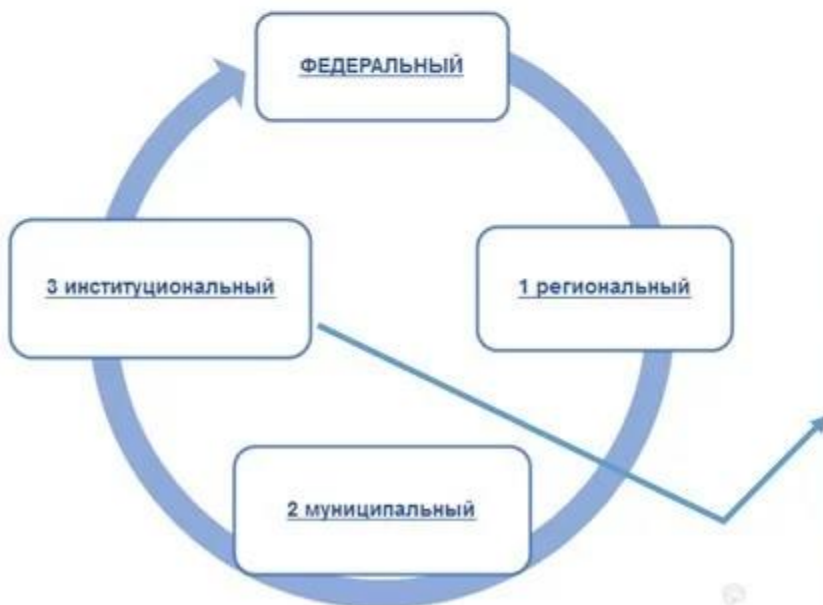 ФЕДЕРАЛЬНЫЙ
1 региональный
2 муниципальный
3 институциональный